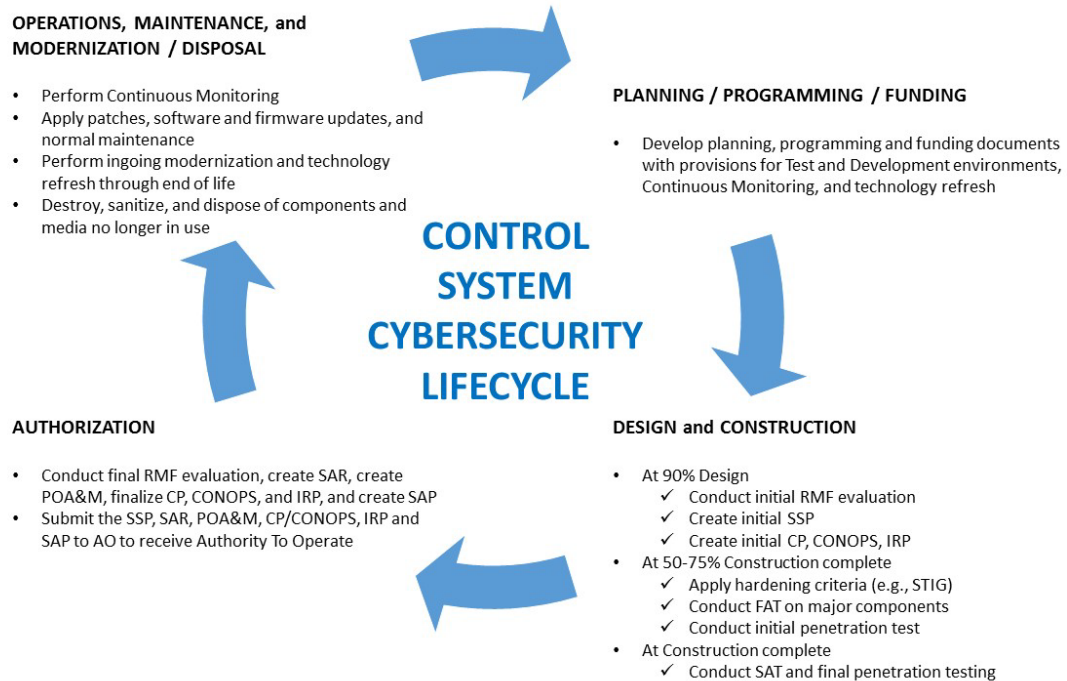 OPERATIONS, MAINTENANCE, and
MODERNIZATION / DISPOSAL
• Perform Continuous Monitoring
• Apply patches, software and firmware updates, and
normal maintenance
• Perform ingoing modernization and technology
refresh through end of life
• Destroy, sanitize, and dispose of components and
media no longer in use
PLANNING / PROGRAMMING / FUNDING
• Develop planning, programming and funding documents
with provisions for Test and Development environments,
Continuous Monitoring, and technology refresh
CONTROL
SYSTEM
CYBERSECURITY
LIFECYCLE
AUTHORIZATION
• Conduct final RMF evaluation, create SAR, create
POA&M, finalize CP, CONOPS, and IRP, and create SAP
• Submit the SSP, SAR, POA&M, CP/CONOPS, IRP and
SAP to AO to receive Authority To Operate
DESIGN and CONSTRUCTION
• At 90% Design
✓ Conduct initial RMF evaluation
✓ Create initial SSP
✓ Create initial CP, CONOPS, IRP
• At 50-75% Construction complete
✓ Apply hardening criteria (e.g., STIG)
✓ Conduct FAT on major components
✓ Conduct initial penetration test
• At Construction complete
✓ Conduct SAT and final penetration testing